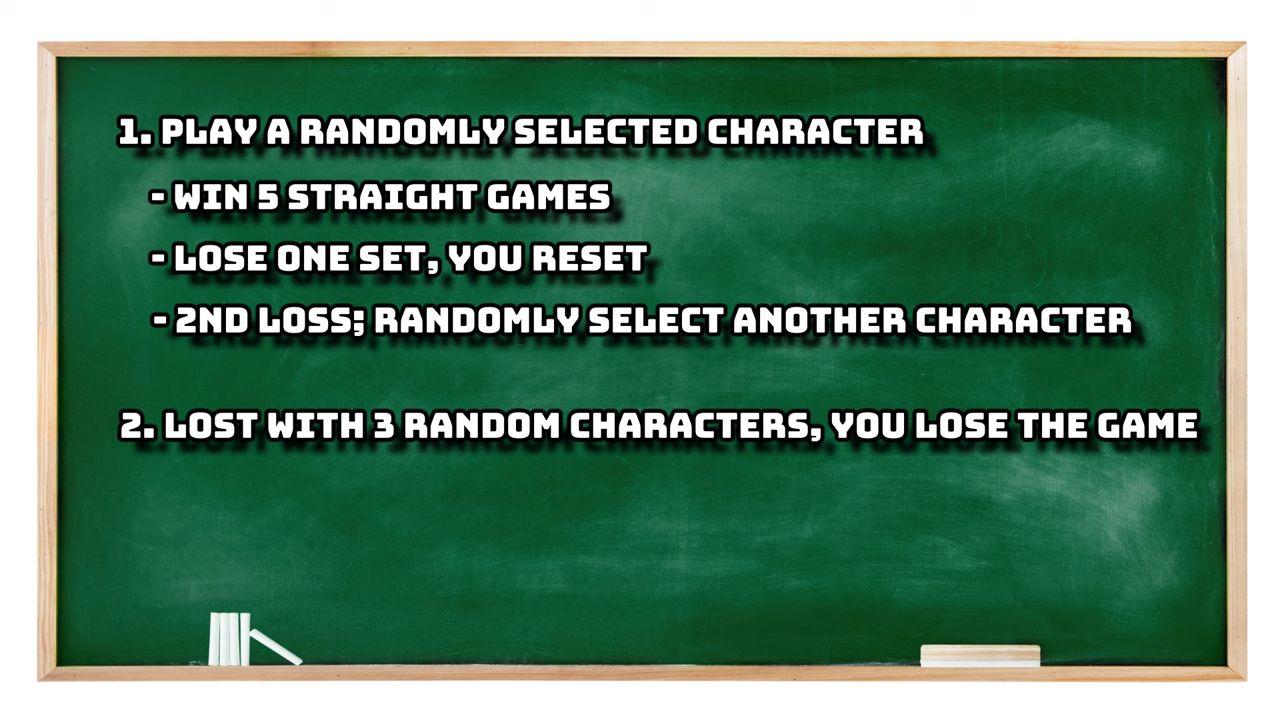 1. PLAY A RANDOMLY SELECTED CHARACTER
- WIN 5 STRAIGHT GAMES
- LOSE ONE SET, YOU RESET
- 2ND LOSS; RANDOMLY SELECT ANOTHER CHARACTER
2. LOST WITH 3 RANDOM CHARACTERS, YOU LOSE THE GAME